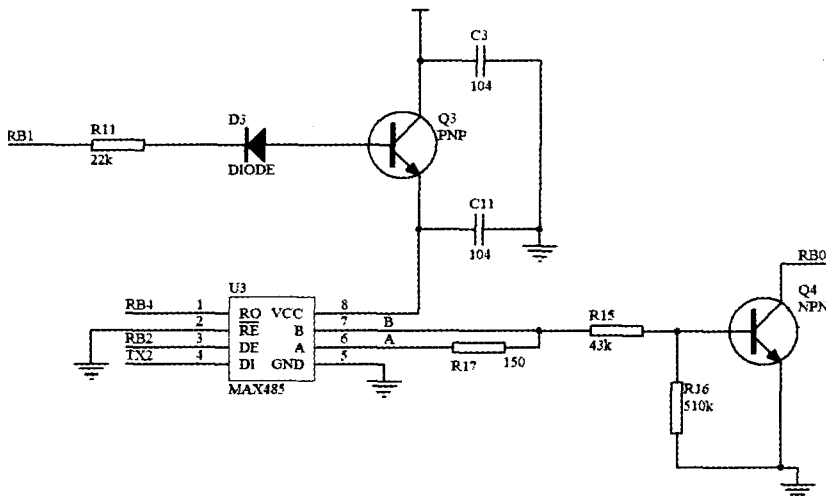 C3
104
D3
Q3
PNP
RB1
R11
22k
DIODE
C11
104
RB0
U3
Q4
NPN
RB4
1
RO
VCC
8
R15
2
RE
B
7
B
RB2
3
DE
A
6
A
43k
TX2
4
DI
GND
5
R17
150
R16
510k
MAX485